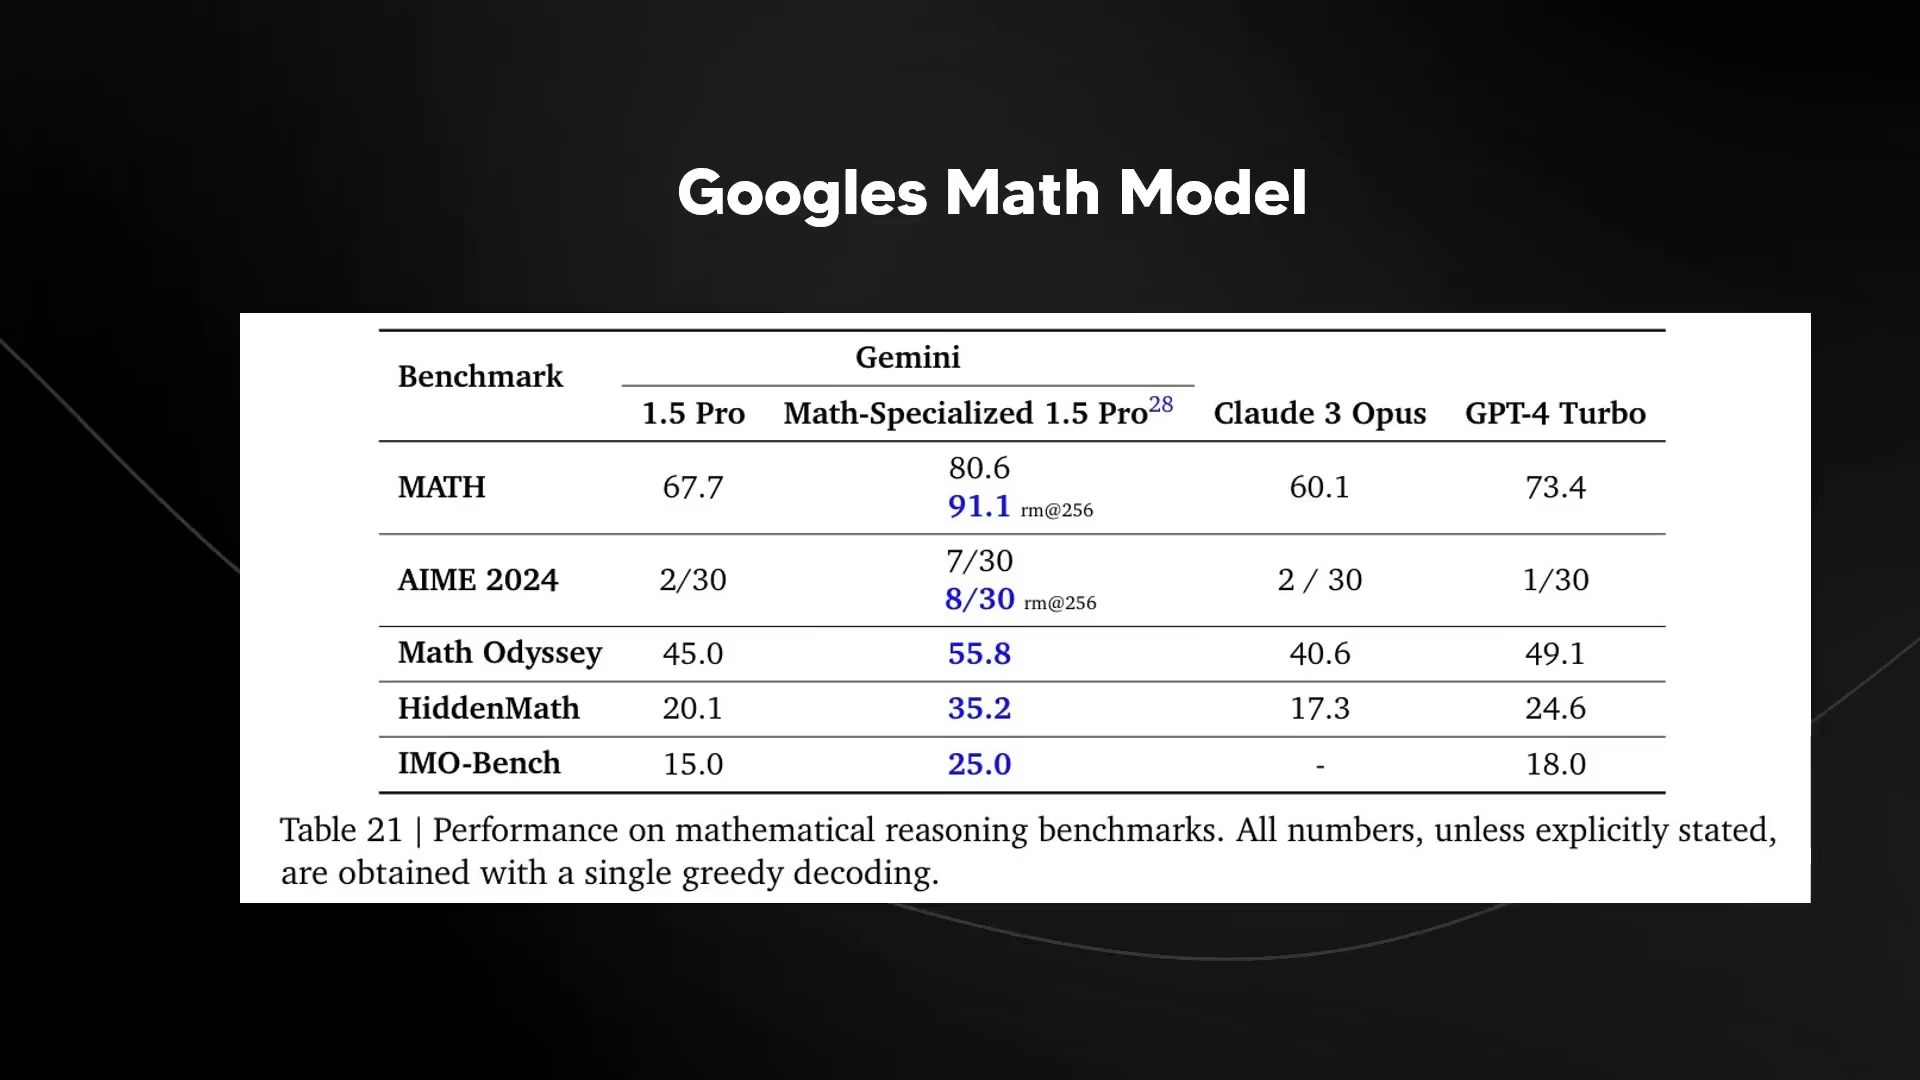 Googles Math Model
Gemini
Benchmark
1.5 Pro Math-Specialized 1.5 Pro28 Claude 3 Opus GPT-4 Turbo
80.6
MATH 67.7 60.1 73.4
91.1 rm@256
7/30
AIME 2024 2/30 2 / 30 1/30
8/30 rm@256
Math Odyssey 45.0 55.8 40.6 49.1
HiddenMath 20.1 35.2 17.3 24.6
IMO-Bench 15.0 25.0 - 18.0
Table 21 | Performance on mathematical reasoning benchmarks. All numbers, unless explicitly stated,
are obtained with a single greedy decoding.